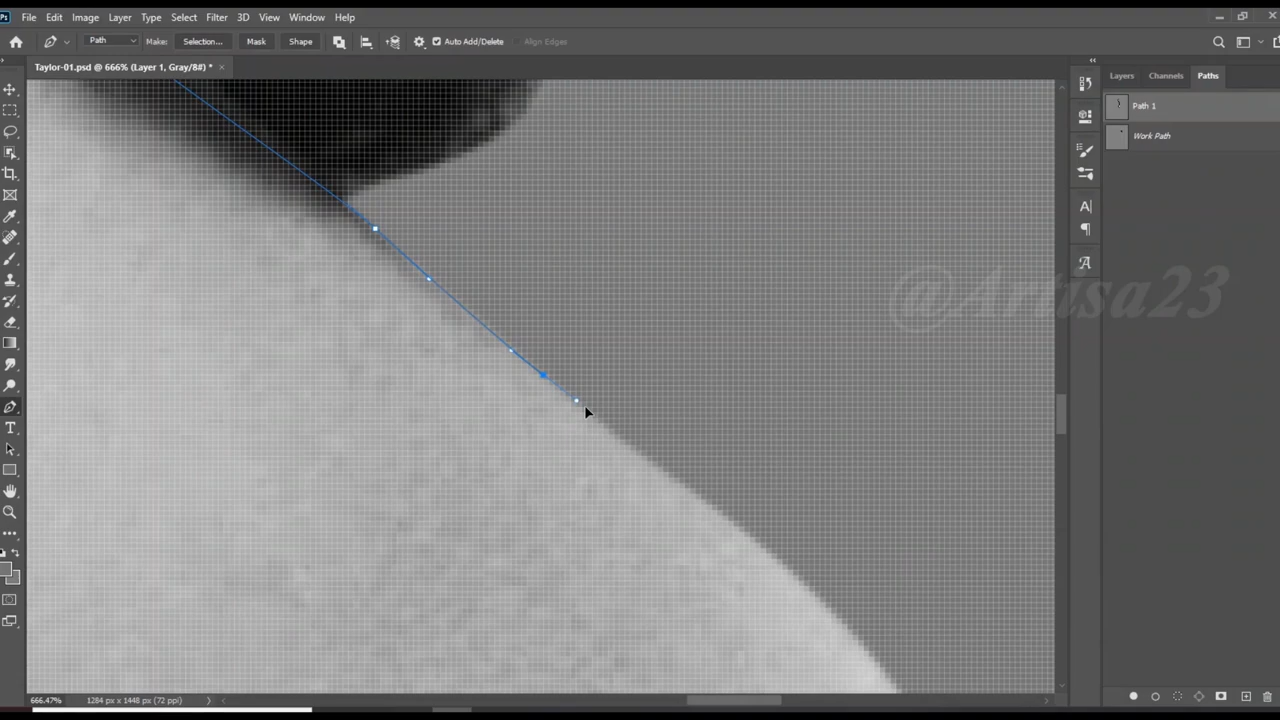 Ps File Edit Image Layer Type Select Filter 3D View Window Help
Path Make: Selection... Mask Shape Auto Add/Delete Align Edges
Taylor-01.psd @ 666% (Layer 1, Gray/8#) * ×
Layers Channels Paths
Path 1
Work Path
@Artisa23
666.47% 1284 px x 1448 px (72 ppi)